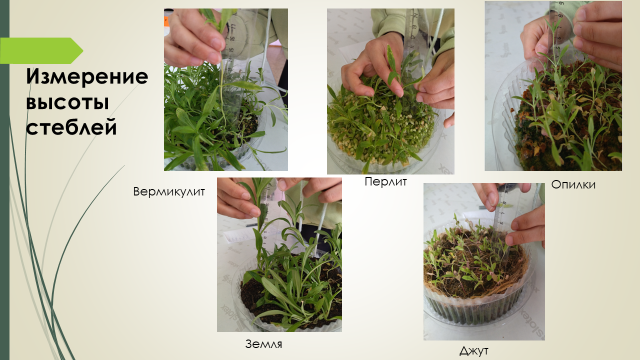 Измерение
высоты
стеблей
Вермикулит
Перлит
Опилки
Земля
Джут